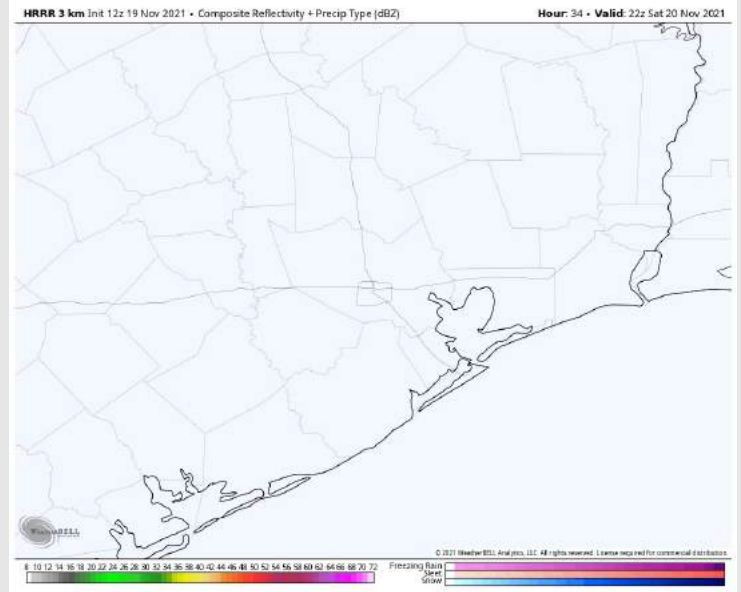 HRRR 3 km Init 12z 19 Nov 2021 • Composite Reflectivity + Precip Type (dBZ)
Hour: 34 • Valid: 22z Sat 20 Nov 2021
WeatherBELL
© 2021 WeatherBELL Analytics, LLC. All rights reserved. License required for commercial distribution.
8 10 12 14 16 18 20 22 24 26 28 30 32 34 36 38 40 42 44 46 48 50 52 54 56 58 60 62 64 66 68 70 72
Freezing Rain
Sleet
Snow